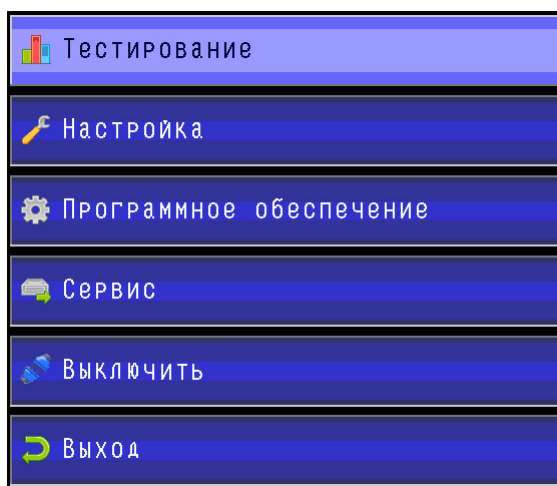 Тестирование
Настройка
Программное обеспечение
Сервис
Выключить
Выход